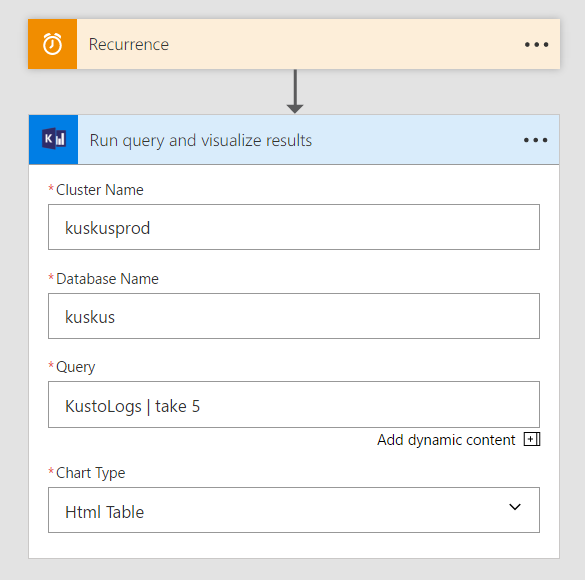 Recurrence
K
Run query and visualize results
*Cluster Name
kuskusprod
*Database Name
kuskus
*Query
KustoLogs | take 5
Add dynamic content
*Chart Type
Html Table